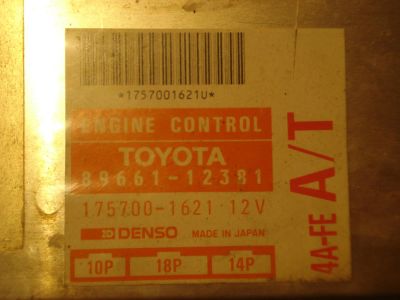 *1757001621U*
ENGINE CONTROL
TOYOTA
89661-12381
175700-1621 12V
DENSO MADE IN JAPAN
10P 18P 14P
4A-FE A/T